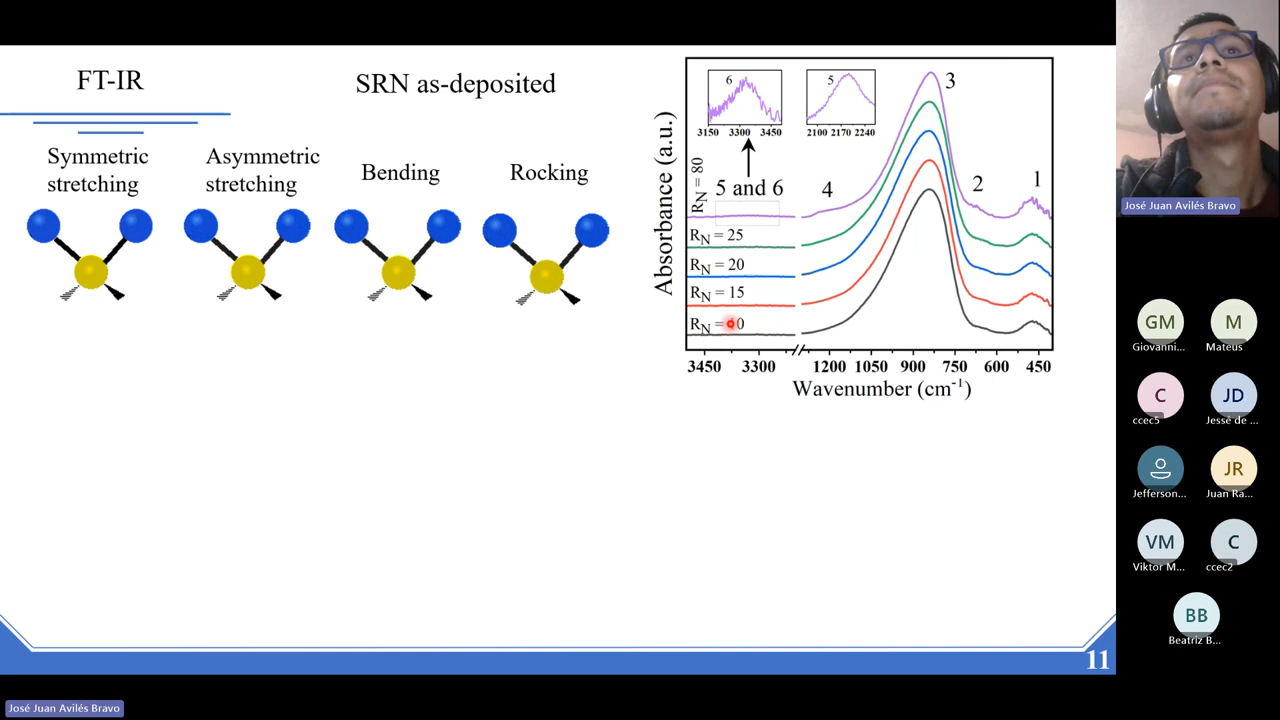 FT-IR
SRN as-deposited
Symmetric
stretching
Asymmetric
stretching
Bending
Rocking
Absorbance (a.u.)
6
3150 3300 3450
5
2100 2170 2240
5 and 6
4
3
2
1
RN = 80
RN = 25
RN = 20
RN = 15
RN = 0
3450 3300 1200 1050 900 750 600 450
Wavenumber (cm-1)
11
José Juan Avilés Bravo
José Juan Avilés Bravo
GM
Giovanni...
M
Mateus
C
ccec5
JD
Jessé de ...
Jefferson...
JR
Juan Ra...
VM
Viktor M...
C
ccec2
BB
Beatriz B...